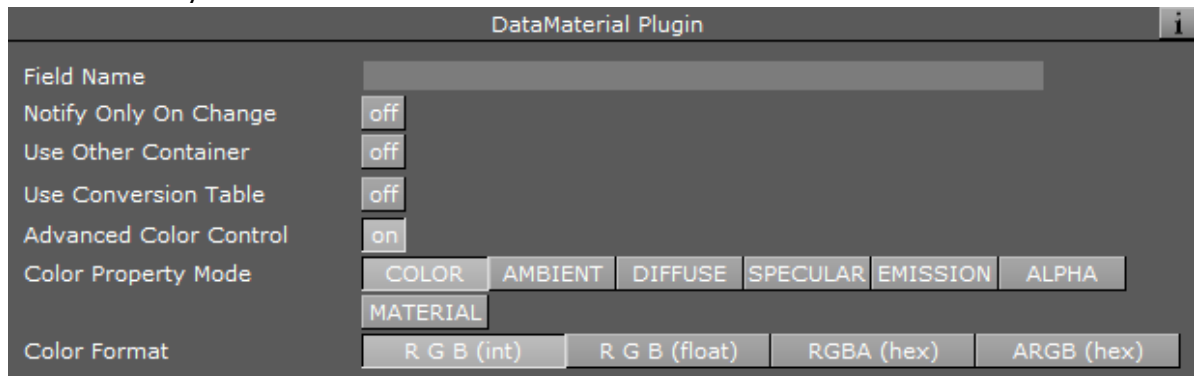 DataMaterial Plugin i
Field Name
Notify Only On Change off
Use Other Container off
Use Conversion Table off
Advanced Color Control on
Color Property Mode COLOR AMBIENT DIFFUSE SPECULAR EMISSION ALPHA
MATERIAL
Color Format R G B (int) R G B (float) RGBA (hex) ARGB (hex)